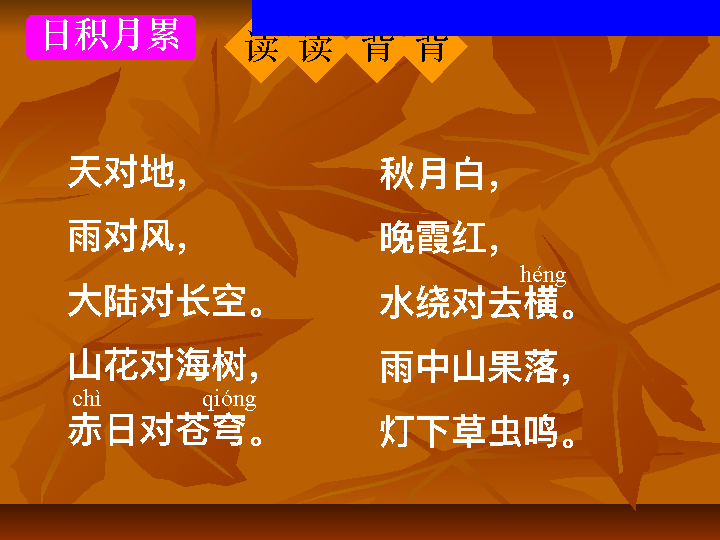 日积月累
读读背背
天对地，
雨对风，
大陆对长空。
山花对海树，
chì qióng
赤日对苍穹。
秋月白，
晚霞红，
héng
水绕对去横。
雨中山果落，
灯下草虫鸣。